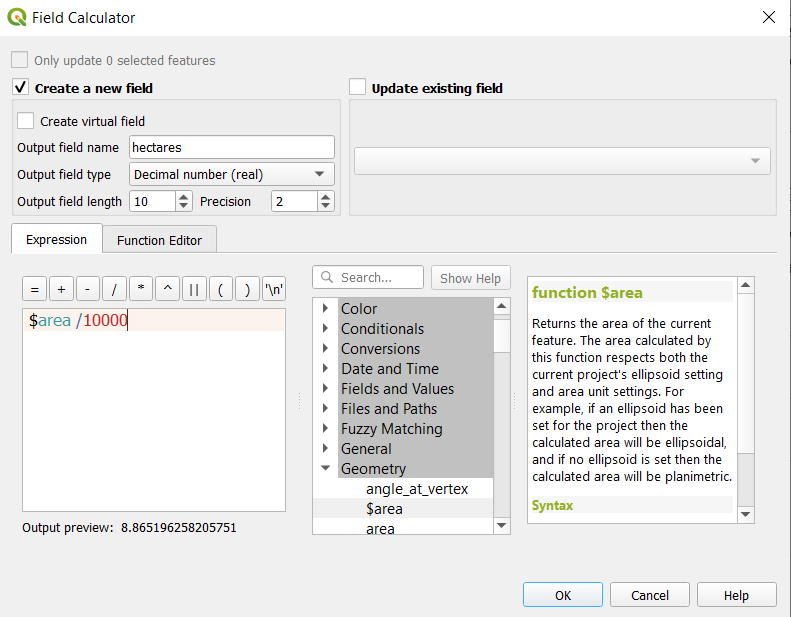 Field Calculator
Only update 0 selected features
Create a new field
Update existing field
Create virtual field
Output field name hectares
Output field type Decimal number (real)
Output field length 10 Precision 2
Expression Function Editor
Search... Show Help
= + - / * ^ || ( ) '\n'
$area /10000
Color
Conditionals
Conversions
Date and Time
Fields and Values
Files and Paths
Fuzzy Matching
General
Geometry
angle_at_vertex
$area
area
function $area
Returns the area of the current
feature. The area calculated by
this function respects both the
current project's ellipsoid setting
and area unit settings. For
example, if an ellipsoid has been
set for the project then the
calculated area will be ellipsoidal,
and if no ellipsoid is set then the
calculated area will be planimetric.
Syntax
Output preview: 8.865196258205751
OK Cancel Help